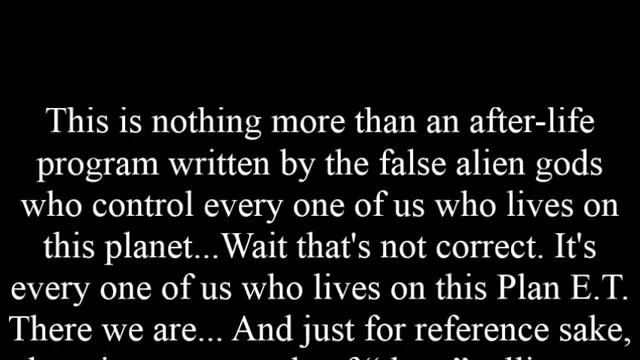 This is nothing more than an after-life
program written by the false alien gods
who control every one of us who lives on
this planet...Wait that's not correct. It's
every one of us who lives on this Plan E.T.
There we are... And just for reference sake,